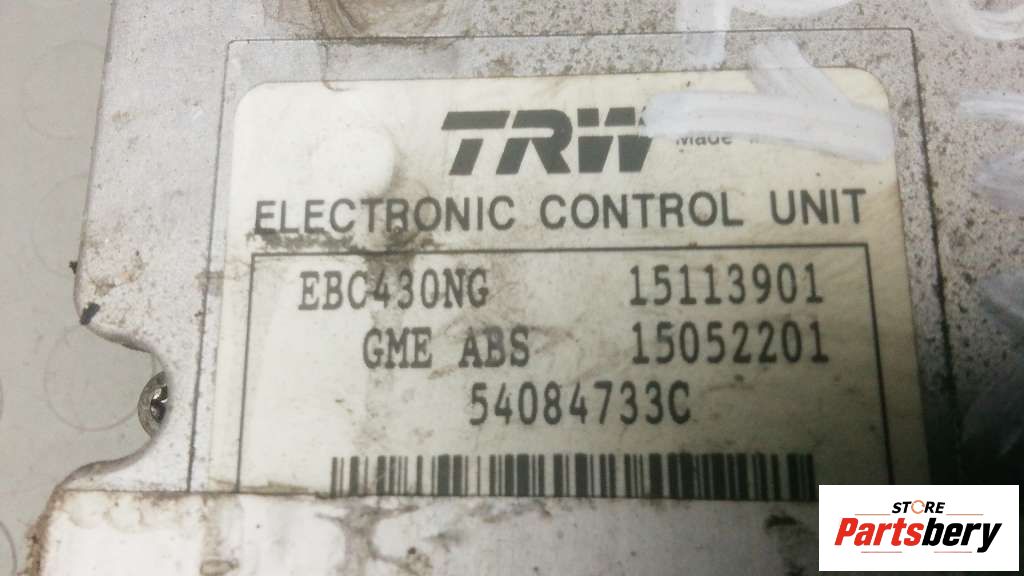 TRW Made
ELECTRONIC CONTROL UNIT
EBC430NG 15113901
GME ABS 15052201
54084733C
STORE
Partsbery